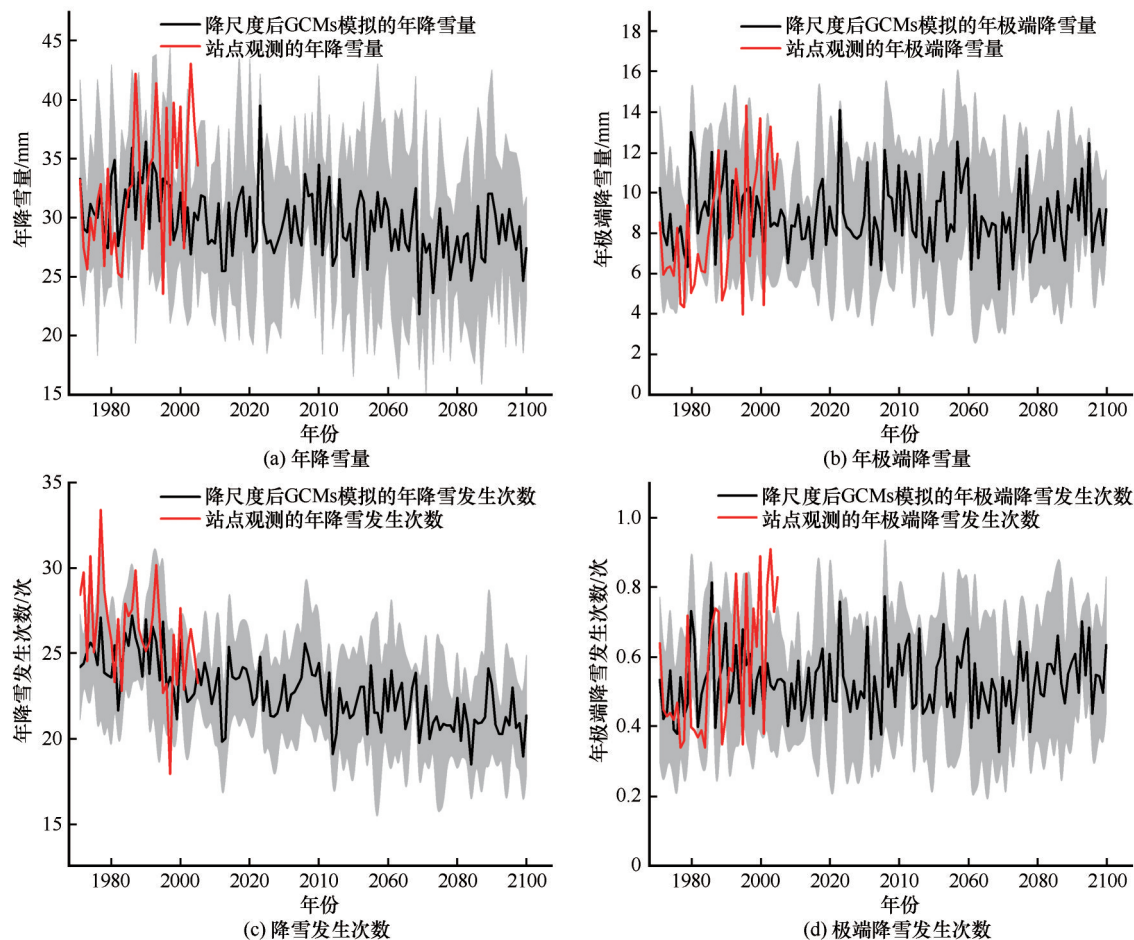 降尺度后GCMs模拟的年降雪量
站点观测的年降雪量
45
40
35
30
25
20
15
年降雪量/mm
1980 2000 2020 2010 2060 2080 2100
年份
(a) 年降雪量
降尺度后GCMs模拟的年极端降雪量
站点观测的年极端降雪量
18
16
14
12
10
8
6
4
2
0
年极端降雪量/mm
1980 2000 2020 2010 2060 2080 2100
年份
(b) 年极端降雪量
降尺度后GCMs模拟的年降雪发生次数
站点观测的年降雪发生次数
35
30
25
20
15
年降雪发生次数/次
1980 2000 2020 2010 2060 2080 2100
年份
(c) 降雪发生次数
降尺度后GCMs模拟的年极端降雪发生次数
站点观测的年极端降雪发生次数
1.0
0.8
0.6
0.4
0.2
0
年极端降雪发生次数/次
1980 2000 2020 2010 2060 2080 2100
年份
(d) 极端降雪发生次数